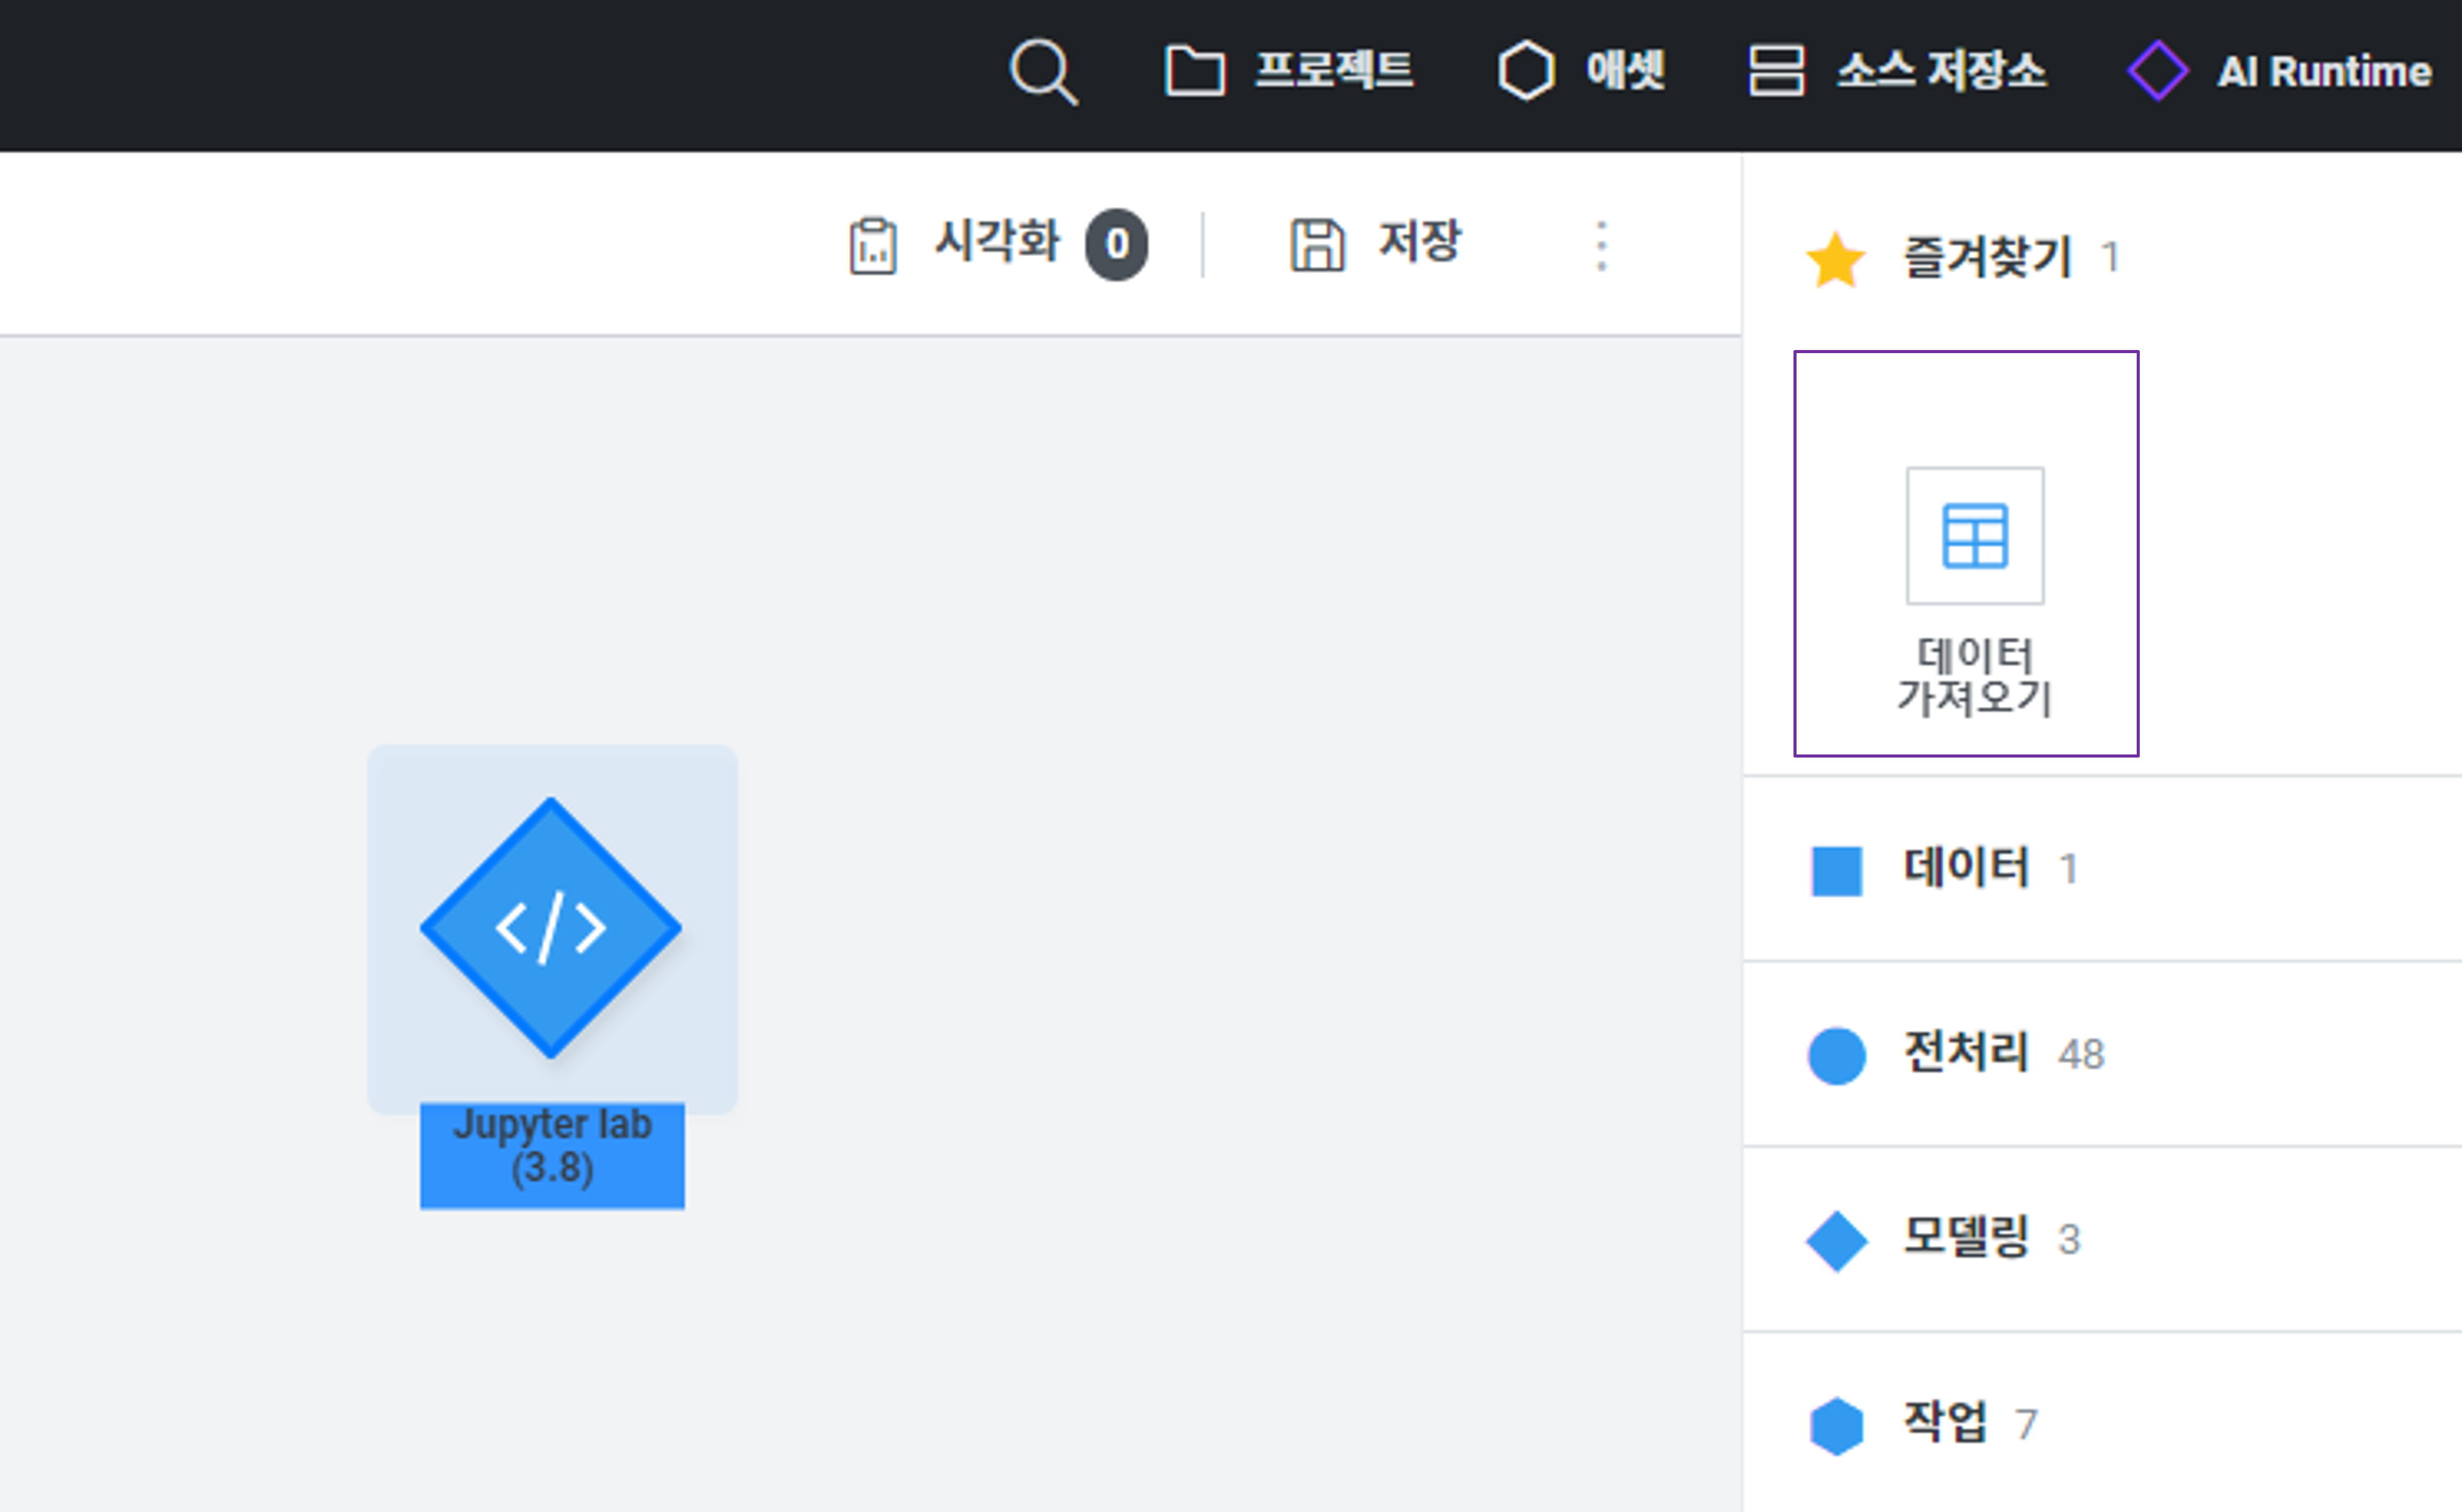 프로젝트 애셋 소스 저장소 AI Runtime
시각화 0 저장
즐겨찾기 1
데이터
가져오기
Jupyter lab
(3.8)
데이터 1
전처리 48
모델링 3
작업 7